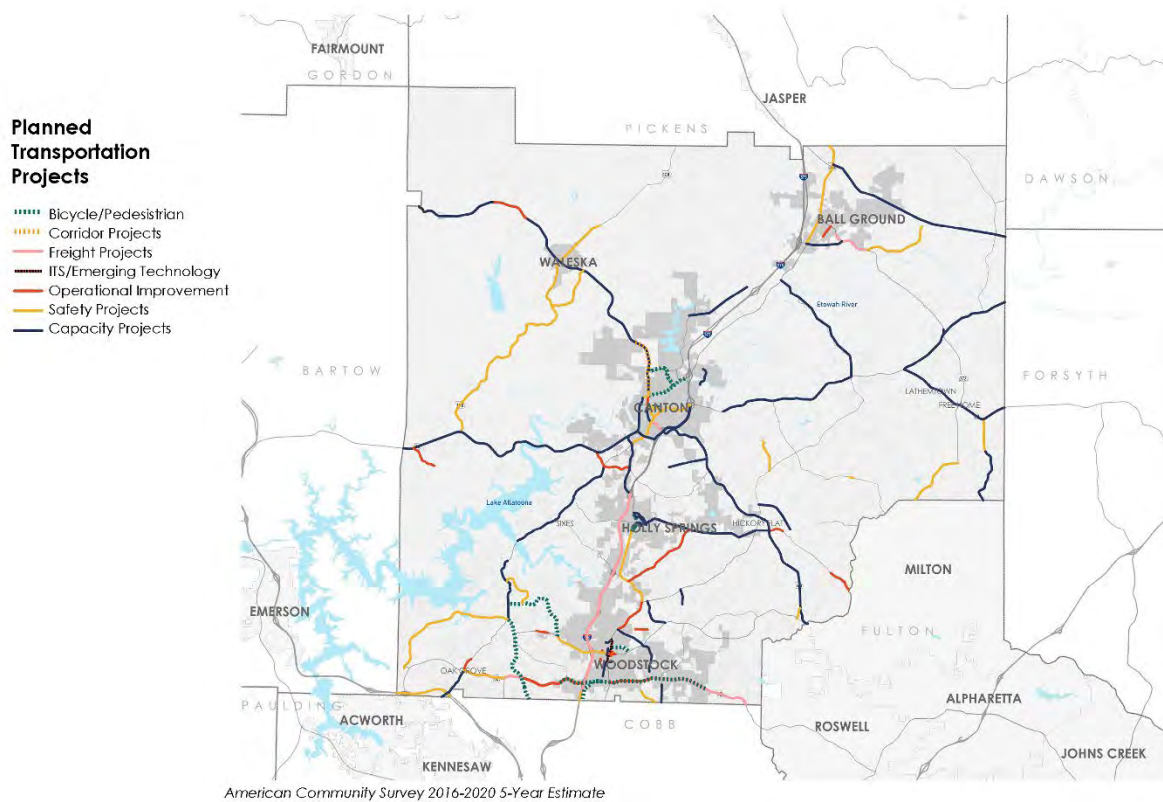 Planned
Transportation
Projects
Bicycle/Pedesistrian
Corridor Projects
Freight Projects
ITS/Emerging Technology
Operational Improvement
Safety Projects
Capacity Projects
FAIRMOUNT
GORDON
JASPER
PICKENS
DAWSON
BALL GROUND
WALESKA
Etowah River
BARTOW
FORSYTH
LATHEMTOWN
FREE HOME
CANTON
Lake Allatoona
SIXES
HOLLY SPRINGS
HICKORY FLAT
MILTON
EMERSON
FULTON
OAK GROVE
WOODSTOCK
PAULDING
ACWORTH
COBB
ALPHARETTA
ROSWELL
KENNESAW
JOHNS CREEK
American Community Survey 2016-2020 5-Year Estimate